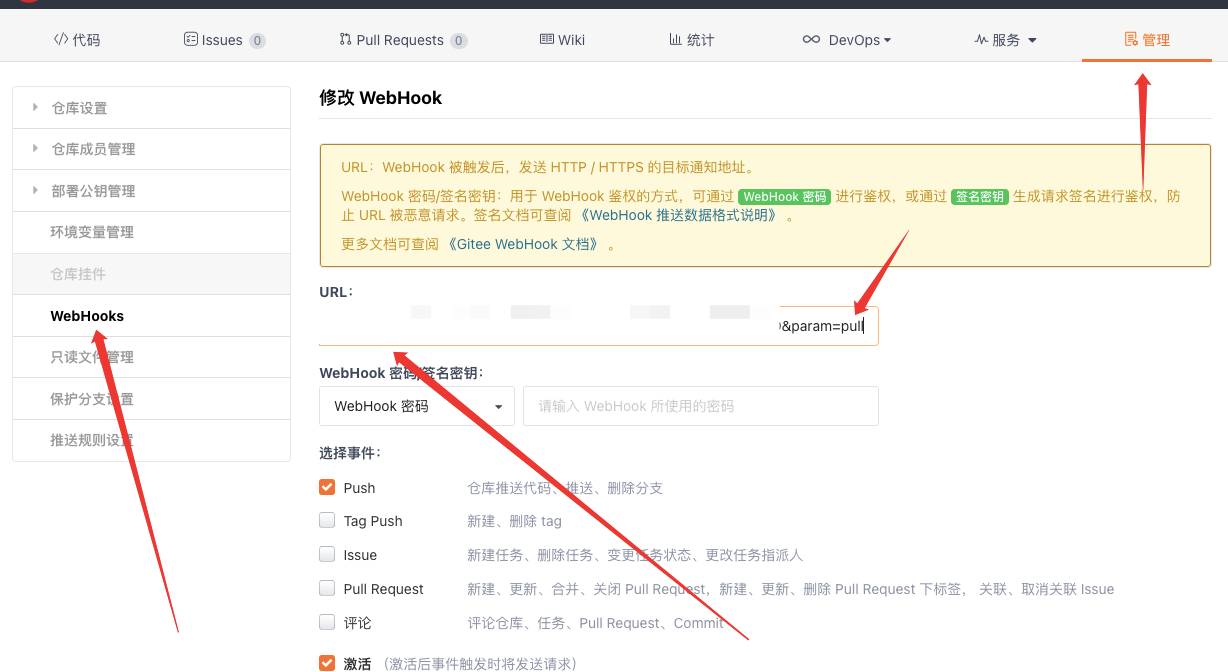 代码
Issues 0
Pull Requests 0
Wiki
统计
DevOps
服务
管理
仓库设置
仓库成员管理
部署公钥管理
环境变量管理
仓库挂件
WebHooks
只读文件管理
保护分支设置
推送规则设置
修改 WebHook
URL：WebHook 被触发后，发送 HTTP / HTTPS 的目标通知地址。
WebHook 密码/签名密钥：用于 WebHook 鉴权的方式，可通过 WebHook 密码 进行鉴权，或通过 签名密钥 生成请求签名进行鉴权，防
止 URL 被恶意请求。签名文档可查阅 《WebHook 推送数据格式说明》 。
更多文档可查阅 《Gitee WebHook 文档》 。
URL：
&param=pull
WebHook 密码/签名密钥：
WebHook 密码
请输入 WebHook 所使用的密码
选择事件：
Push 仓库推送代码、推送、删除分支
Tag Push 新建、删除 tag
Issue 新建任务、删除任务、变更任务状态、更改任务指派人
Pull Request 新建、更新、合并、关闭 Pull Request，新建、更新、删除 Pull Request 下标签， 关联、取消关联 Issue
评论 评论仓库、任务、Pull Request、Commit
激活 （激活后事件触发时将发送请求）